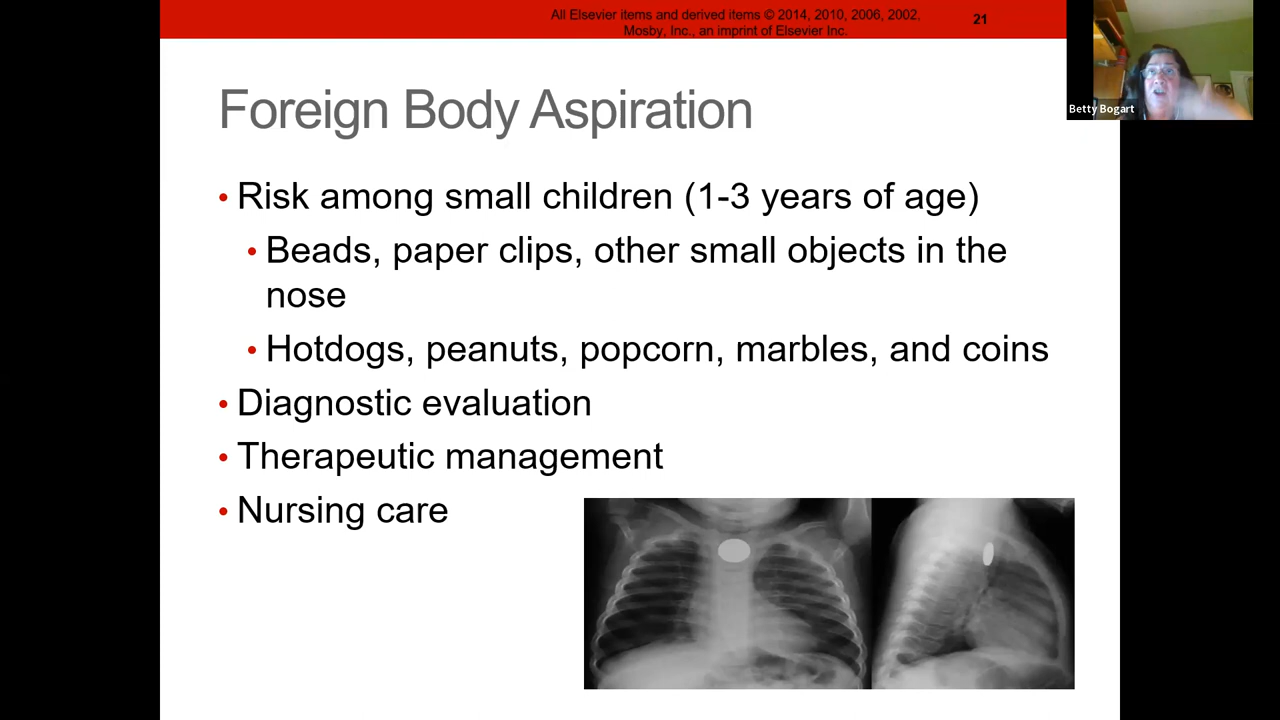 All Elsevier items and derived items © 2014, 2010, 2006, 2002,
Mosby, Inc., an imprint of Elsevier Inc.
21
Betty Bogart
Foreign Body Aspiration
• Risk among small children (1-3 years of age)
• Beads, paper clips, other small objects in the
nose
• Hotdogs, peanuts, popcorn, marbles, and coins
• Diagnostic evaluation
• Therapeutic management
• Nursing care